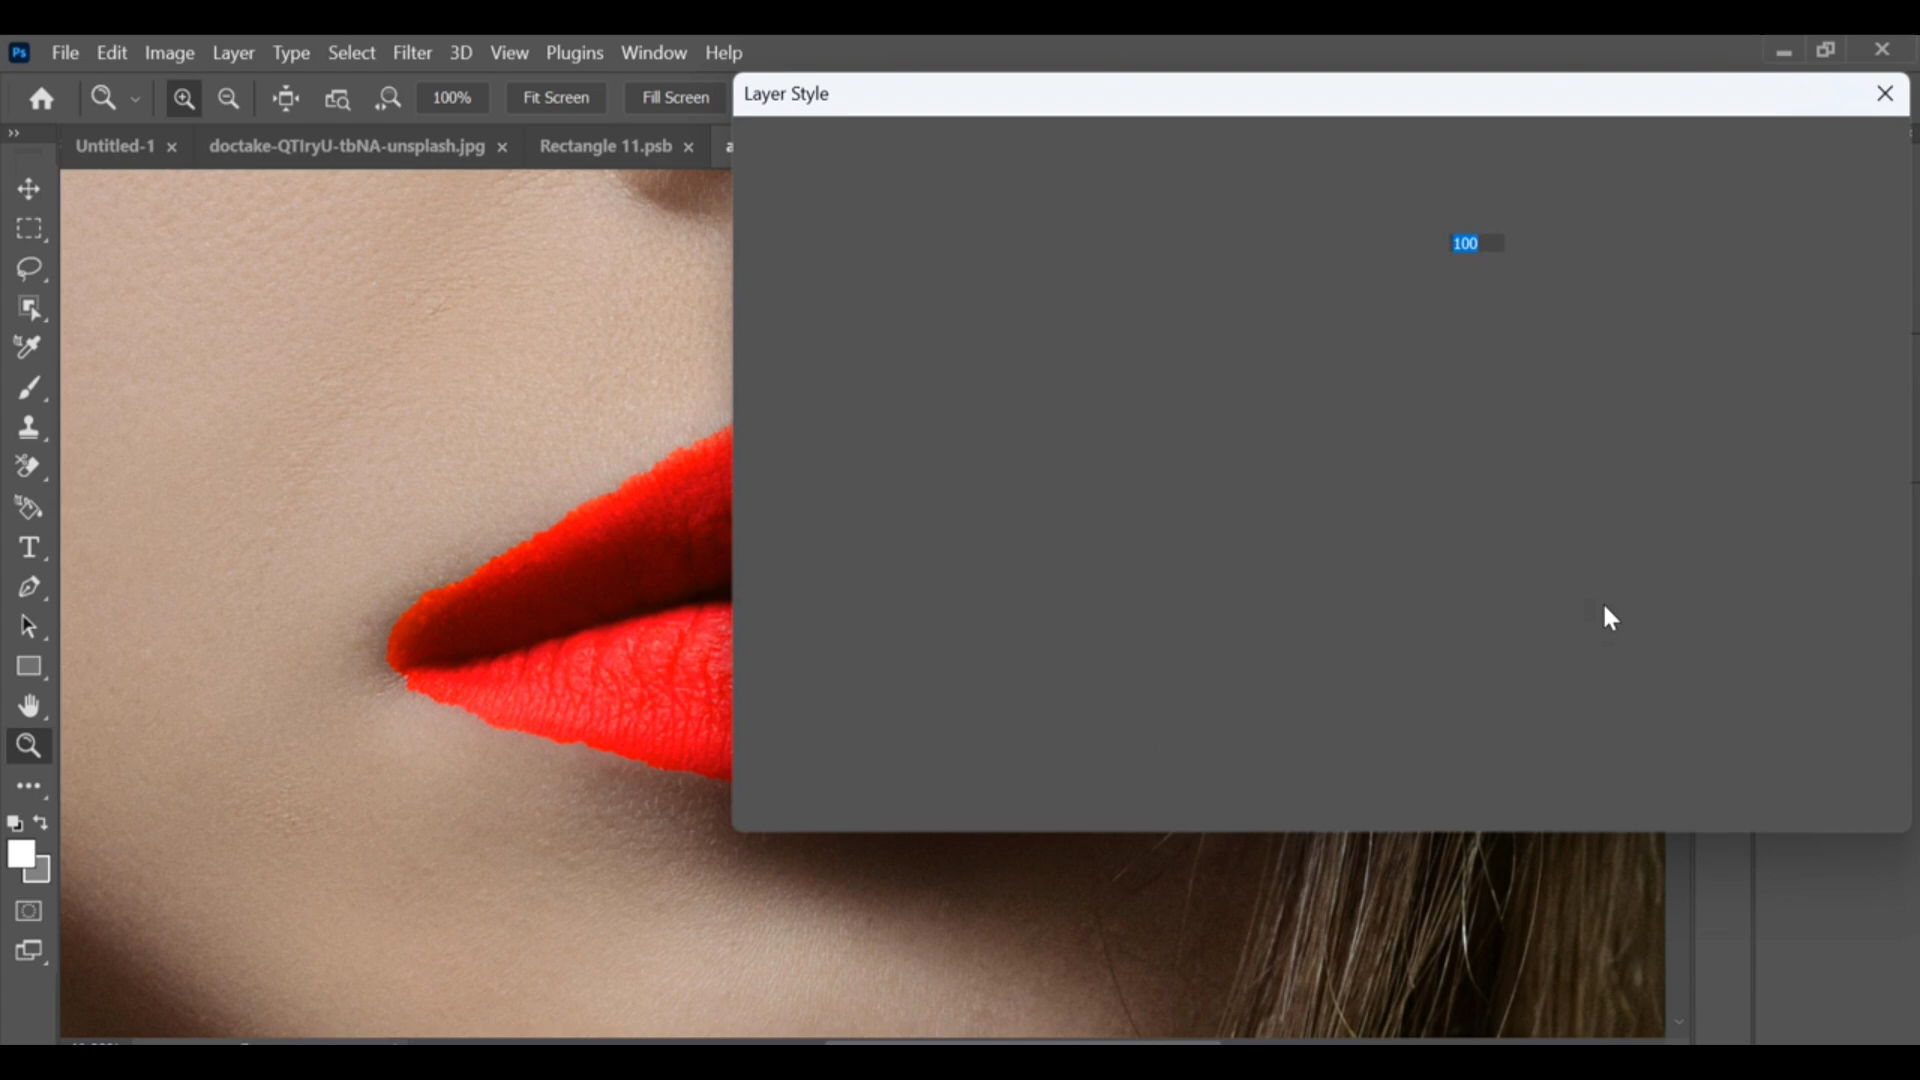 Ps File Edit Image Layer Type Select Filter 3D View Plugins Window Help
100% Fit Screen Fill Screen
Layer Style
Untitled-1 × doctake-QTIryU-tbNA-unsplash.jpg × Rectangle 11.psb × a
100
T